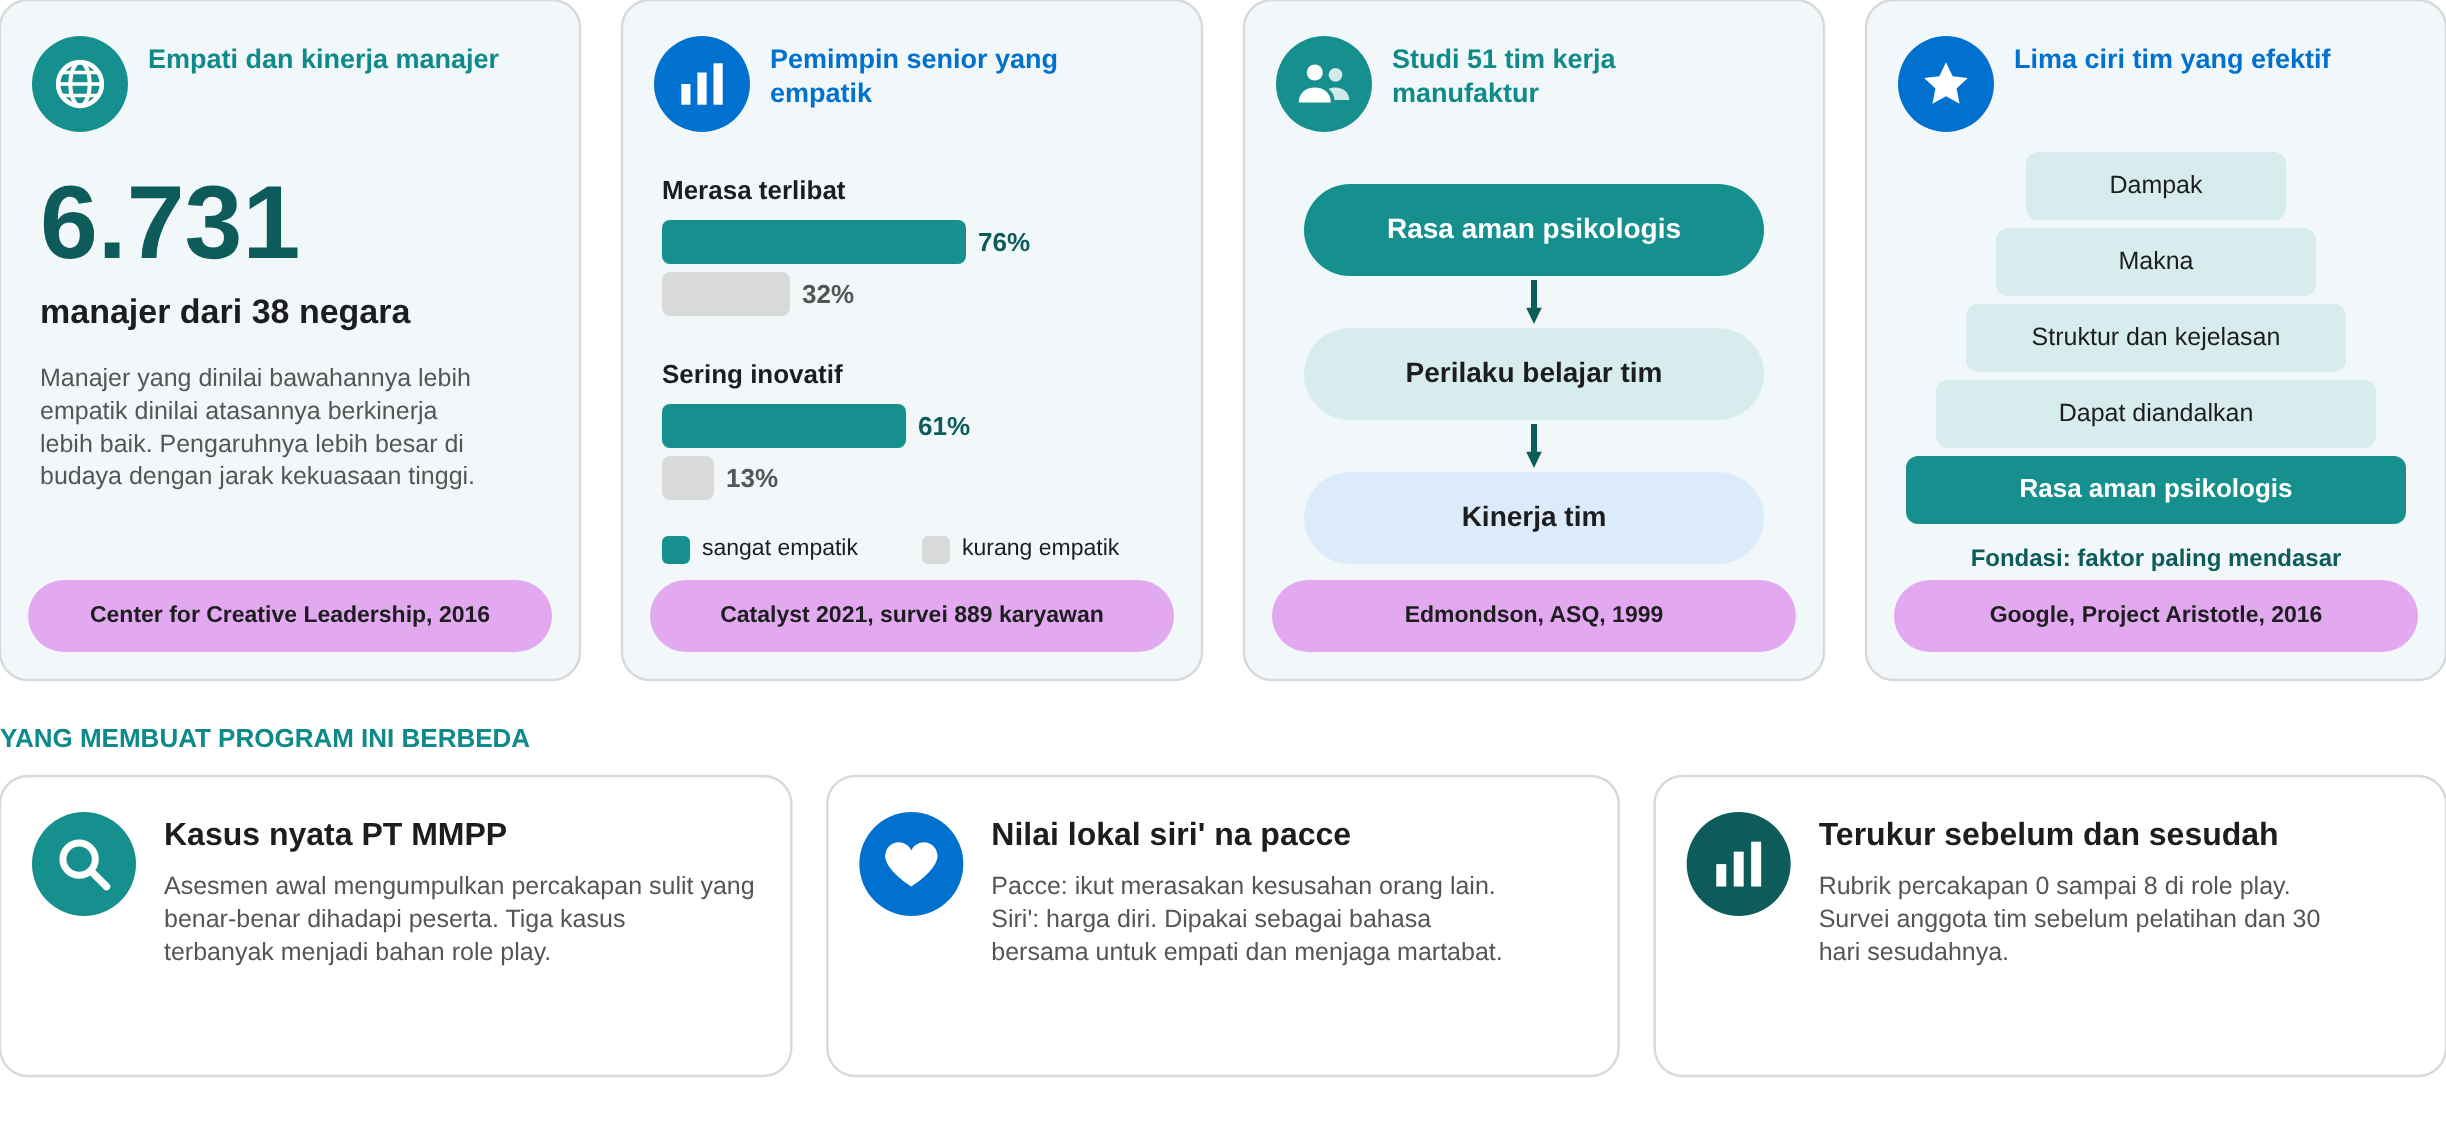 Empati dan kinerja manajer
6.731
manajer dari 38 negara
Manajer yang dinilai bawahannya lebih
empatik dinilai atasannya berkinerja
lebih baik. Pengaruhnya lebih besar di
budaya dengan jarak kekuasaan tinggi.
Center for Creative Leadership, 2016
Pemimpin senior yang
empatik
Merasa terlibat
76%
32%
Sering inovatif
61%
13%
sangat empatik
kurang empatik
Catalyst 2021, survei 889 karyawan
Studi 51 tim kerja
manufaktur
Rasa aman psikologis
Perilaku belajar tim
Kinerja tim
Edmondson, ASQ, 1999
Lima ciri tim yang efektif
Dampak
Makna
Struktur dan kejelasan
Dapat diandalkan
Rasa aman psikologis
Fondasi: faktor paling mendasar
Google, Project Aristotle, 2016
YANG MEMBUAT PROGRAM INI BERBEDA
Kasus nyata PT MMPP
Asesmen awal mengumpulkan percakapan sulit yang
benar-benar dihadapi peserta. Tiga kasus
terbanyak menjadi bahan role play.
Nilai lokal siri' na pacce
Pacce: ikut merasakan kesusahan orang lain.
Siri': harga diri. Dipakai sebagai bahasa
bersama untuk empati dan menjaga martabat.
Terukur sebelum dan sesudah
Rubrik percakapan 0 sampai 8 di role play.
Survei anggota tim sebelum pelatihan dan 30
hari sesudahnya.